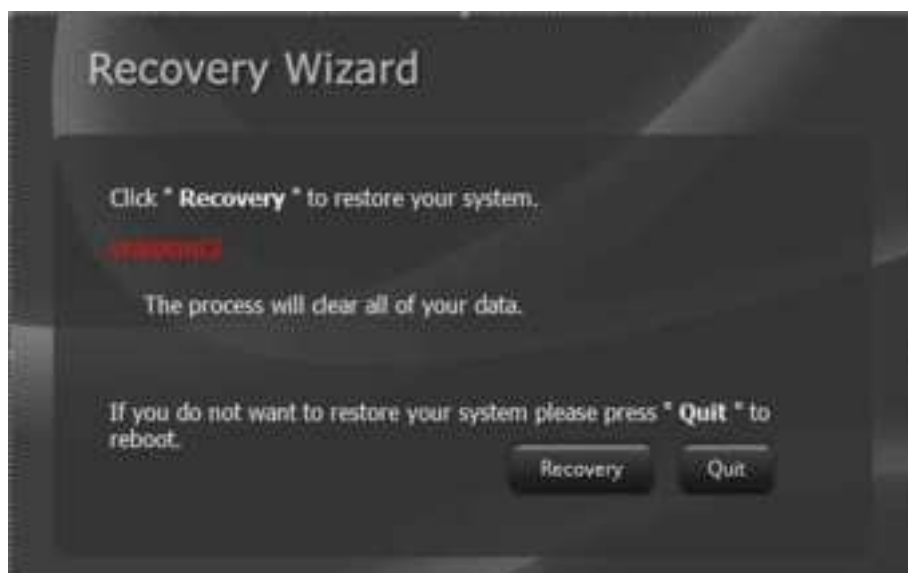 Recovery Wizard
Click " Recovery " to restore your system.
The process will clear all of your data.
If you do not want to restore your system please press " Quit " to
reboot.
Recovery Quit